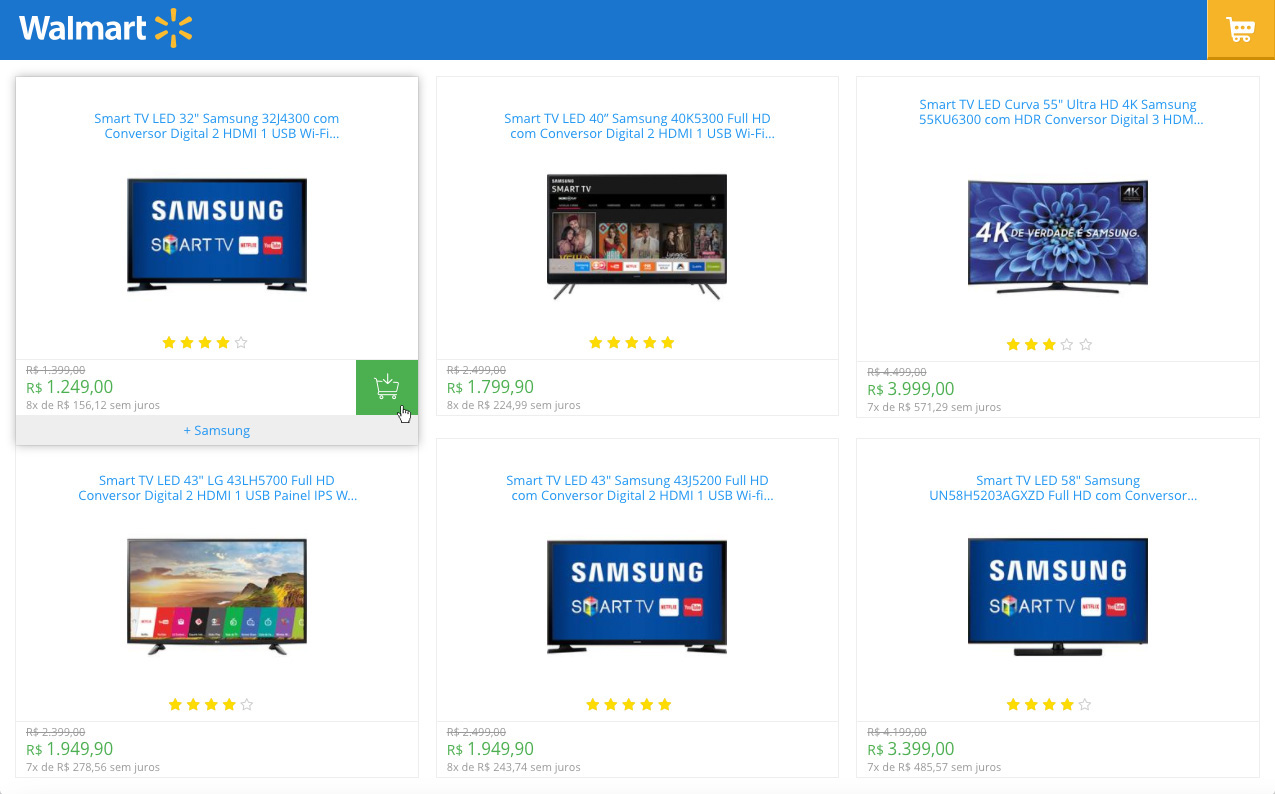 Walmart
Smart TV LED 32" Samsung 32J4300 com
Conversor Digital 2 HDMI 1 USB Wi-Fi...
SAMSUNG
SMART TV NETFLIX YouTube
R$ 1.399,00
R$ 1.249,00
8x de R$ 156,12 sem juros
+ Samsung
Smart TV LED 40” Samsung 40K5300 Full HD
com Conversor Digital 2 HDMI 1 USB Wi-Fi...
SAMSUNG
SMART TV
R$ 2.499,00
R$ 1.799,90
8x de R$ 224,99 sem juros
Smart TV LED Curva 55" Ultra HD 4K Samsung
55KU6300 com HDR Conversor Digital 3 HDM...
4K
4K DE VERDADE É SAMSUNG.
R$ 4.499,00
R$ 3.999,00
7x de R$ 571,29 sem juros
Smart TV LED 43" LG 43LH5700 Full HD
Conversor Digital 2 HDMI 1 USB Painel IPS W...
R$ 2.399,00
R$ 1.949,90
7x de R$ 278,56 sem juros
Smart TV LED 43" Samsung 43J5200 Full HD
com Conversor Digital 2 HDMI 1 USB Wi-fi...
SAMSUNG
SMART TV NETFLIX YouTube
R$ 2.499,00
R$ 1.949,90
8x de R$ 243,74 sem juros
Smart TV LED 58" Samsung
UN58H5203AGXZD Full HD com Conversor...
SAMSUNG
SMART TV NETFLIX YouTube
R$ 4.199,00
R$ 3.399,00
7x de R$ 485,57 sem juros